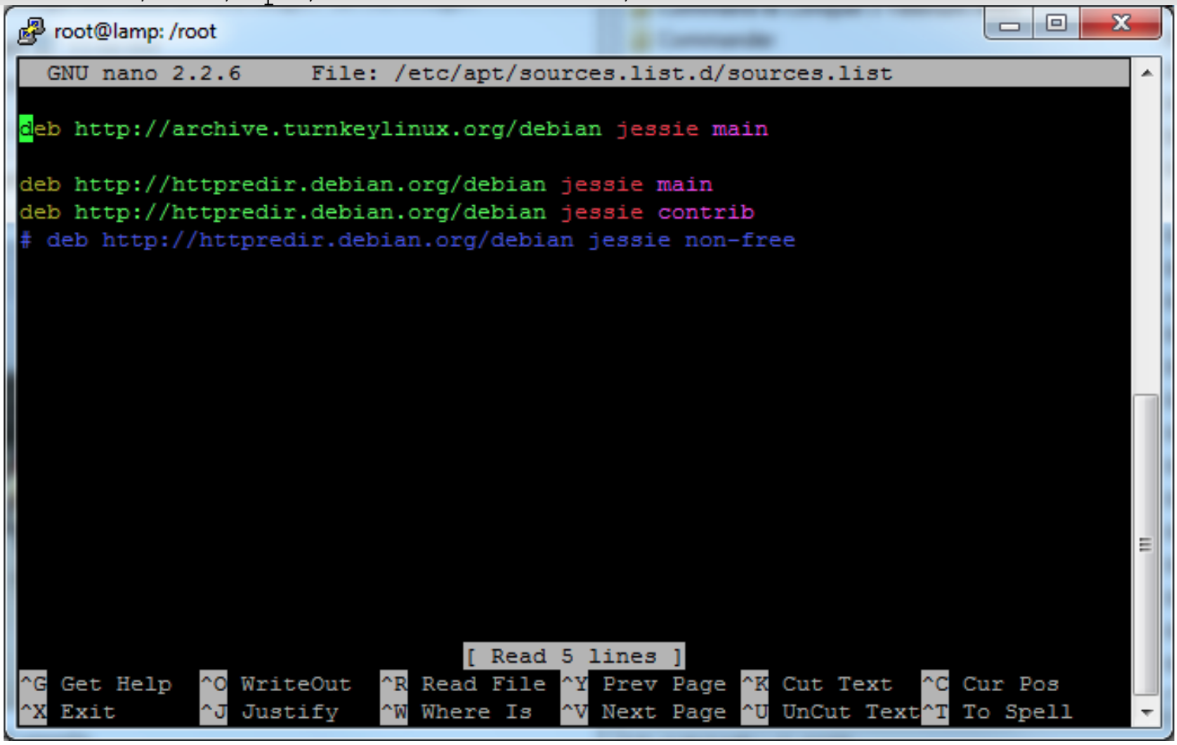 root@lamp: /root
GNU nano 2.2.6 File: /etc/apt/sources.list.d/sources.list
deb http://archive.turnkeylinux.org/debian jessie main
deb http://httpredir.debian.org/debian jessie main
deb http://httpredir.debian.org/debian jessie contrib
# deb http://httpredir.debian.org/debian jessie non-free
[ Read 5 lines ]
^G Get Help ^O WriteOut ^R Read File ^Y Prev Page ^K Cut Text ^C Cur Pos
^X Exit ^J Justify ^W Where Is ^V Next Page ^U UnCut Text ^T To Spell